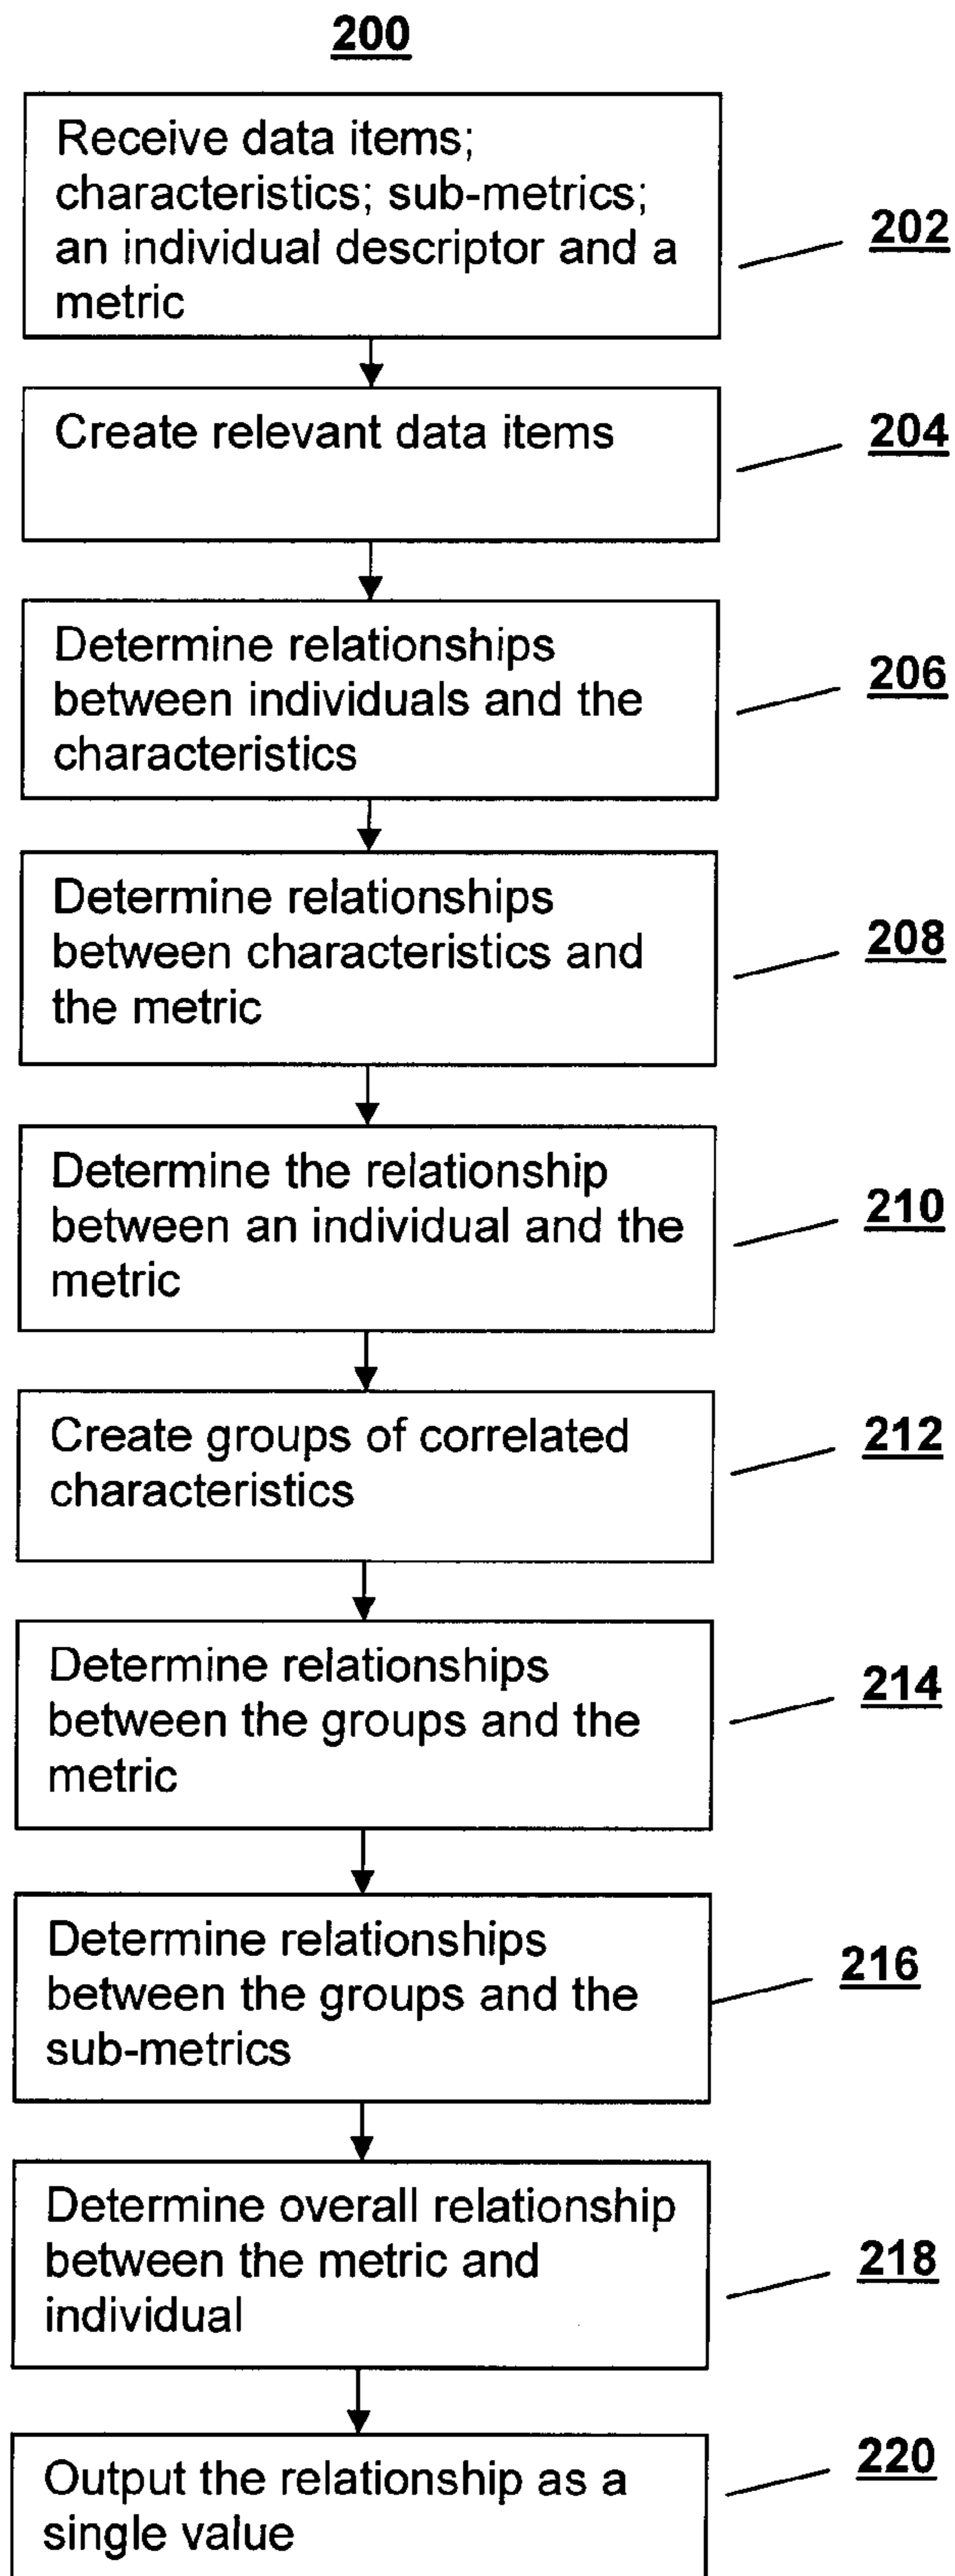 200
Receive data items;
characteristics; sub-metrics;
an individual descriptor and a
metric
202
Create relevant data items
204
Determine relationships
between individuals and the
characteristics
206
Determine relationships
between characteristics and
the metric
208
Determine the relationship
between an individual and the
metric
210
Create groups of correlated
characteristics
212
Determine relationships
between the groups and the
metric
214
Determine relationships
between the groups and the
sub-metrics
216
Determine overall relationship
between the metric and
individual
218
Output the relationship as a
single value
220